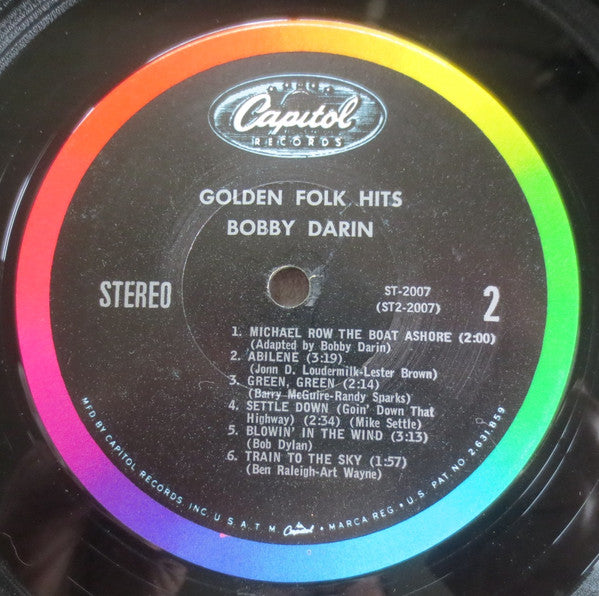 Capitol
RECORDS
GOLDEN FOLK HITS
BOBBY DARIN
STEREO
ST-2007
(ST2-2007)
2
1. MICHAEL ROW THE BOAT ASHORE (2:00)
(Adapted by Bobby Darin)
2. ABILENE (3:19)
(Jonn D. Loudermilk-Lester Brown)
3. GREEN, GREEN (2:14)
(Barry McGuire-Randy Sparks)
4. SETTLE DOWN (Goin' Down That
Highway) (2:34) (Mike Settle)
5. BLOWIN' IN THE WIND (3:13)
(Bob Dylan)
6. TRAIN TO THE SKY (1:57)
(Ben Raleigh-Art Wayne)
MFD. BY CAPITOL RECORDS, INC. U.S.A. T.M. Capitol • MARCA REG. • U.S. PAT. NO. 2,631,859